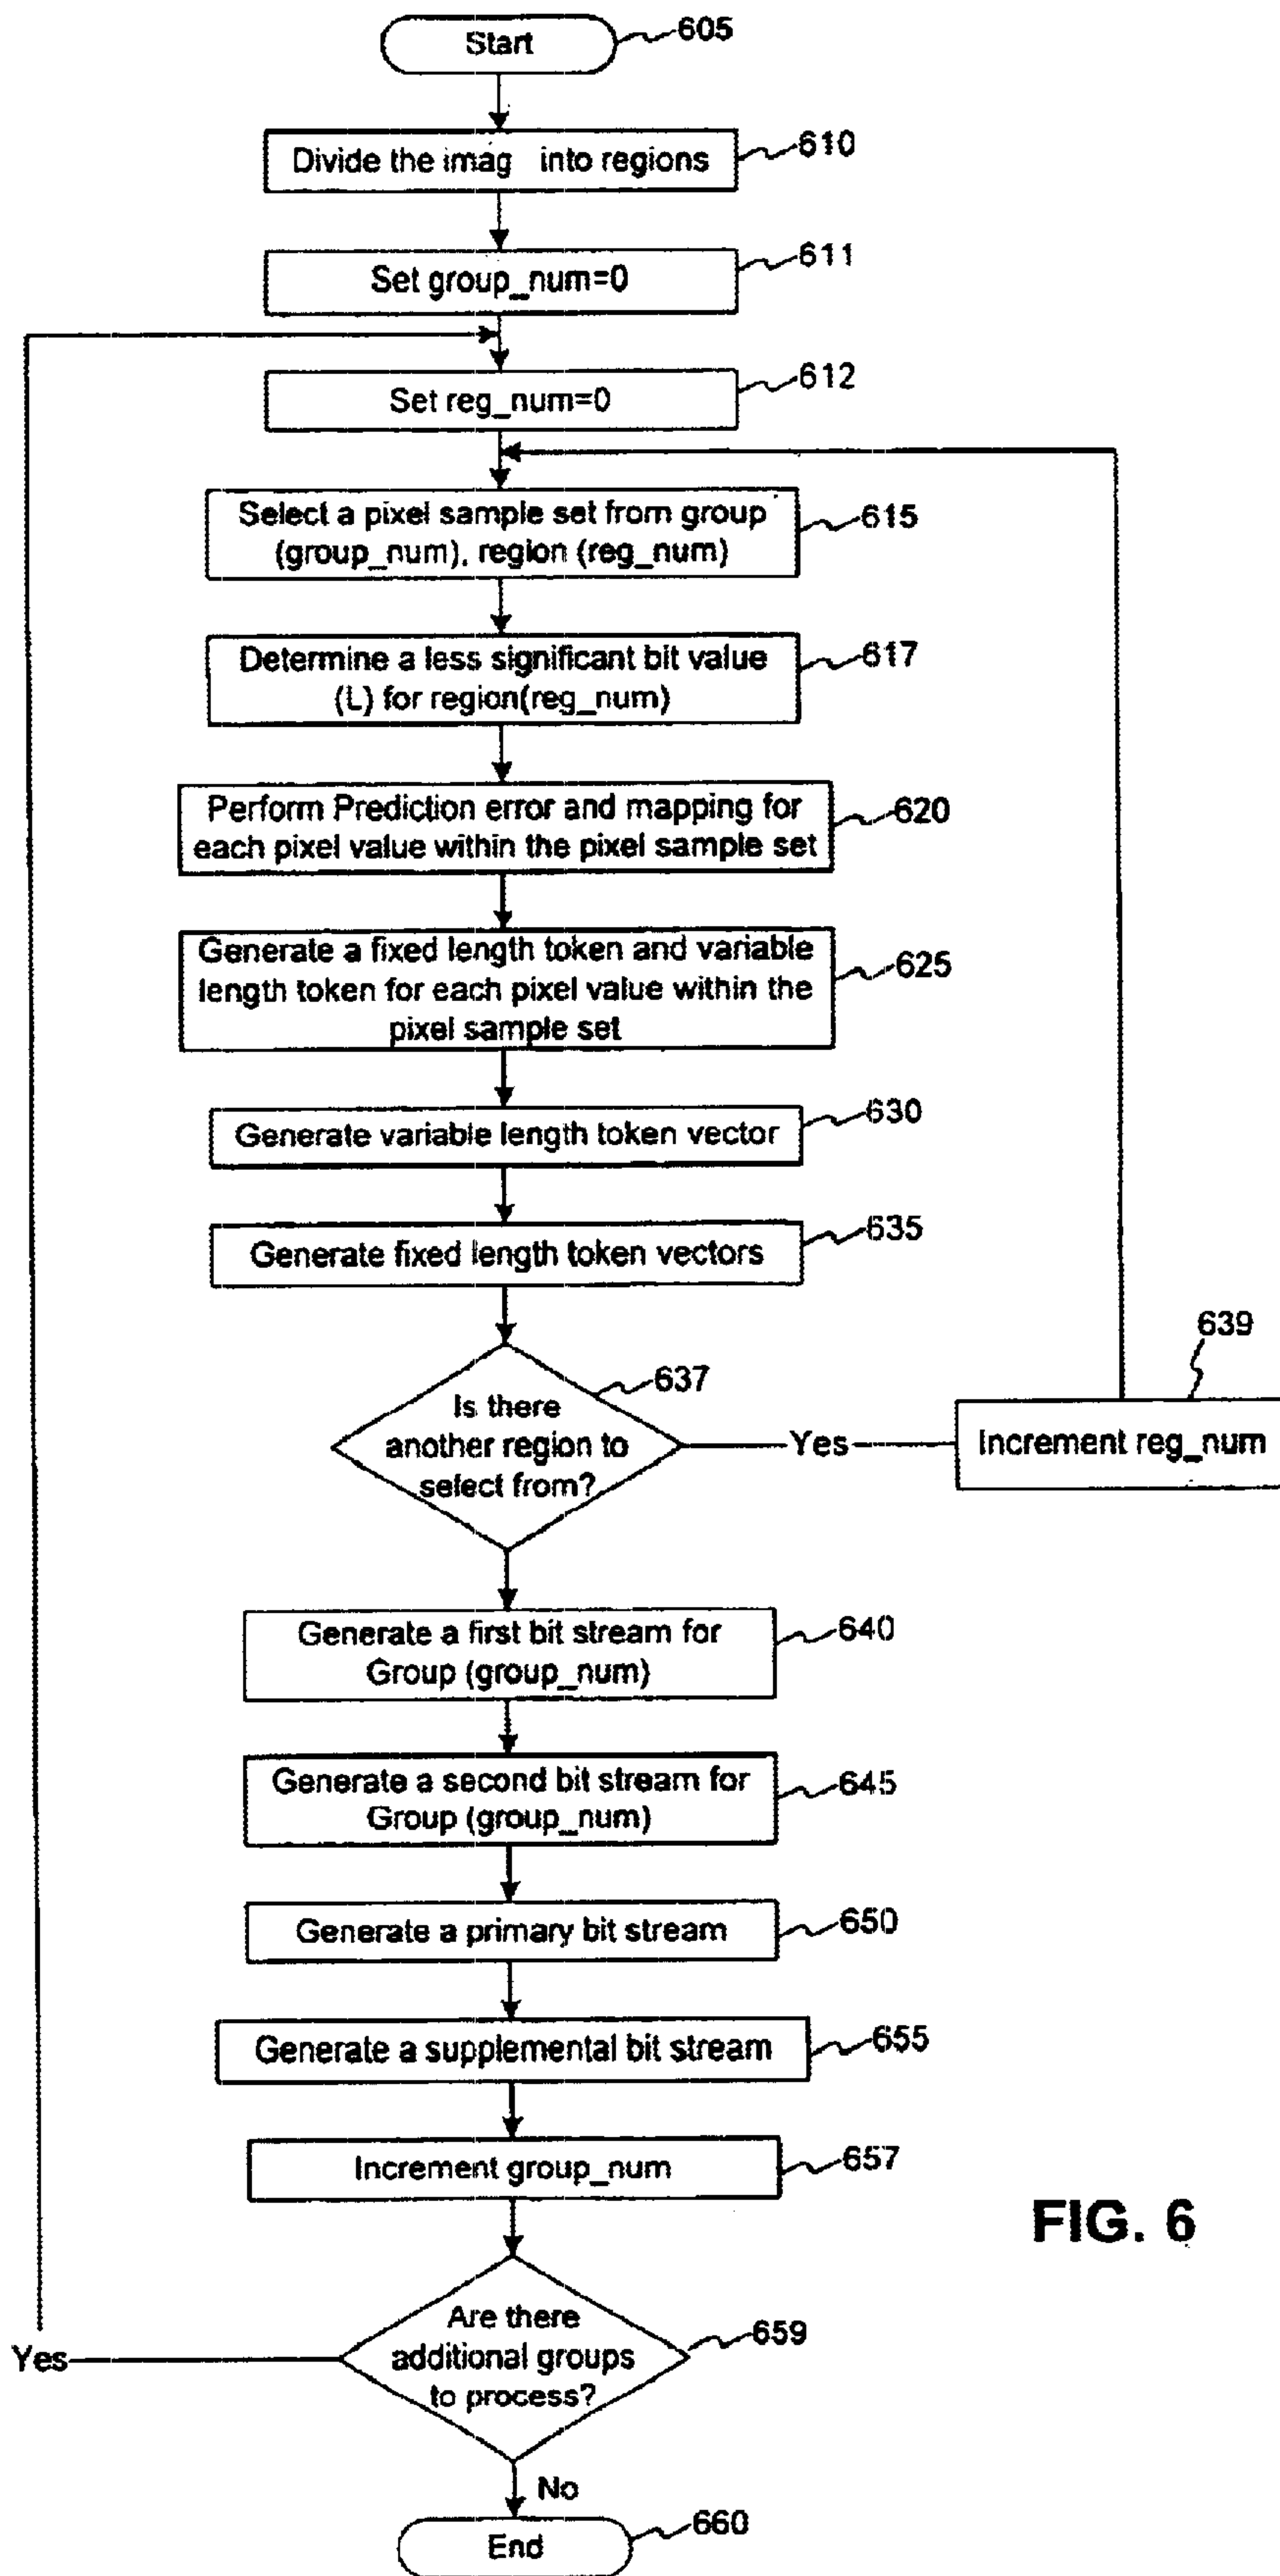 Start
605
Divide the imag into regions
610
Set group_num=0
611
Set reg_num=0
612
Select a pixel sample set from group
(group_num), region (reg_num)
615
Determine a less significant bit value
(L) for region(reg_num)
617
Perform Prediction error and mapping for
each pixel value within the pixel sample set
620
Generate a fixed length token and variable
length token for each pixel value within the
pixel sample set
625
Generate variable length token vector
630
Generate fixed length token vectors
635
Is there
another region to
select from?
637
Yes
639
Increment reg_num
Generate a first bit stream for
Group (group_num)
640
Generate a second bit stream for
Group (group_num)
645
Generate a primary bit stream
650
Generate a supplemental bit stream
655
Increment group_num
657
Are there
additional groups
to process?
659
Yes
No
End
660
FIG. 6